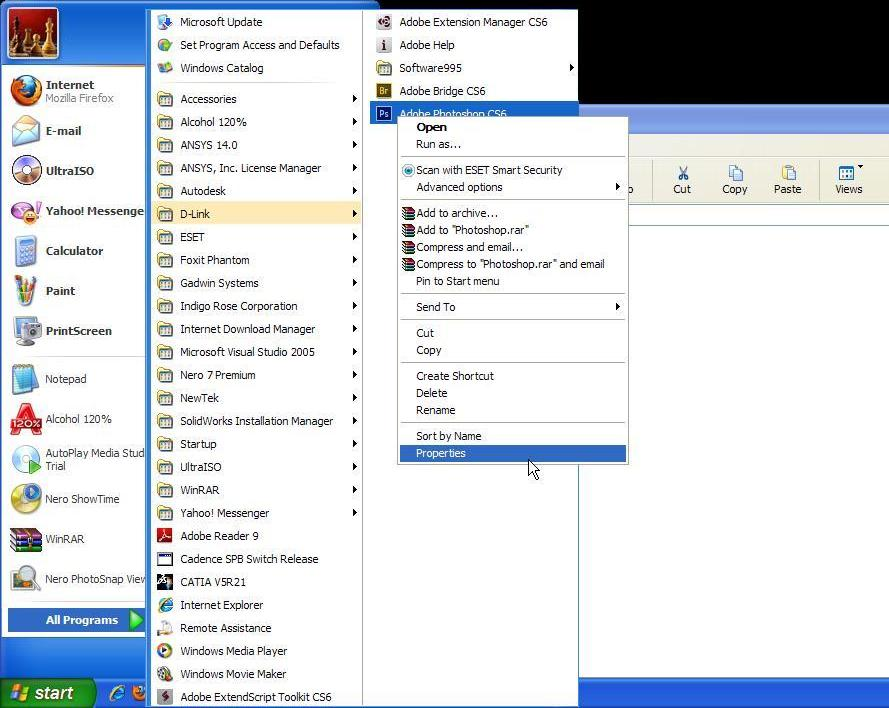 Internet
Mozilla Firefox
E-mail
UltraISO
Yahoo! Messenge
Calculator
Paint
PrintScreen
Notepad
Alcohol 120%
AutoPlay Media Stud
Trial
Nero ShowTime
WinRAR
Nero PhotoSnap View
All Programs
start
Microsoft Update
Set Program Access and Defaults
Windows Catalog
Accessories
Alcohol 120%
ANSYS 14.0
ANSYS, Inc. License Manager
Autodesk
D-Link
ESET
Foxit Phantom
Gadwin Systems
Indigo Rose Corporation
Internet Download Manager
Microsoft Visual Studio 2005
Nero 7 Premium
NewTek
SolidWorks Installation Manager
Startup
UltraISO
WinRAR
Yahoo! Messenger
Adobe Reader 9
Cadence SPB Switch Release
CATIA V5R21
Internet Explorer
Remote Assistance
Windows Media Player
Windows Movie Maker
Adobe ExtendScript Toolkit CS6
Adobe Extension Manager CS6
Adobe Help
Software995
Br Adobe Bridge CS6
Ps Adobe Photoshop CS6
Open
Run as...
Scan with ESET Smart Security
Advanced options
Add to archive...
Add to "Photoshop.rar"
Compress and email...
Compress to "Photoshop.rar" and email
Pin to Start menu
Send To
Cut
Copy
Create Shortcut
Delete
Rename
Sort by Name
Properties
Cut
Copy
Paste
Views